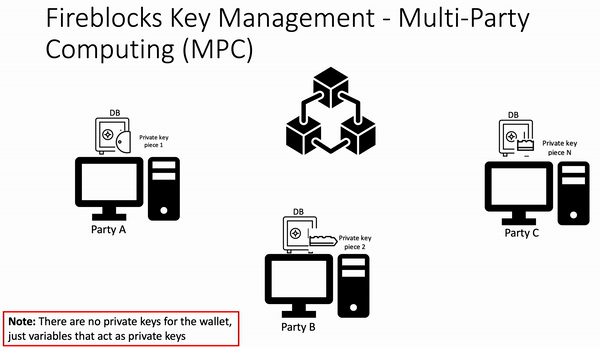 Fireblocks Key Management - Multi-Party
Computing (MPC)
DB
Private key
piece 1
Party A
DB
Private key
piece N
Party C
DB
Private key
piece 2
Party B
Note: There are no private keys for the wallet,
just variables that act as private keys